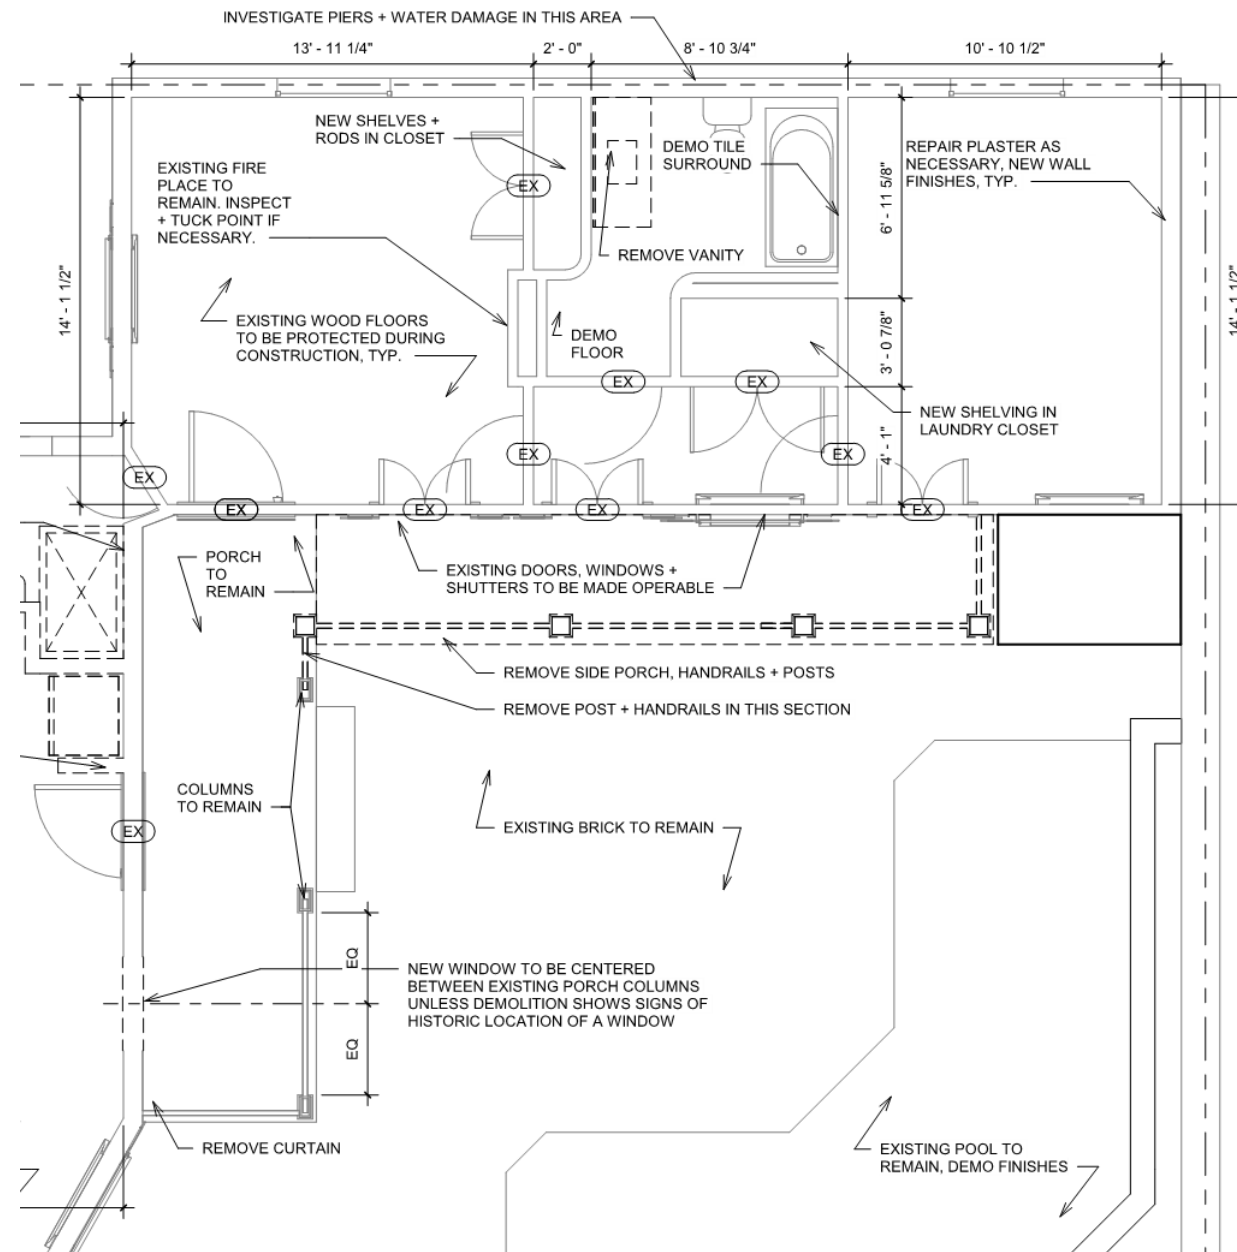 INVESTIGATE PIERS + WATER DAMAGE IN THIS AREA
13' - 11 1/4"
2' - 0"
8' - 10 3/4"
10' - 10 1/2"
NEW SHELVES +
RODS IN CLOSET
DEMO TILE
SURROUND
REPAIR PLASTER AS
NECESSARY, NEW WALL
FINISHES, TYP.
EXISTING FIRE
PLACE TO
REMAIN. INSPECT
+ TUCK POINT IF
NECESSARY.
EX
6' - 11 5/8"
REMOVE VANITY
14' - 1 1/2"
14' - 1 1/2"
EXISTING WOOD FLOORS
TO BE PROTECTED DURING
CONSTRUCTION, TYP.
DEMO
FLOOR
3' - 0 7/8"
EX
EX
NEW SHELVING IN
LAUNDRY CLOSET
4' - 1"
EX
EX
EX
EX
EX
EX
EX
PORCH
TO
REMAIN
EXISTING DOORS, WINDOWS +
SHUTTERS TO BE MADE OPERABLE
REMOVE SIDE PORCH, HANDRAILS + POSTS
REMOVE POST + HANDRAILS IN THIS SECTION
COLUMNS
TO REMAIN
EX
EXISTING BRICK TO REMAIN
EQ
NEW WINDOW TO BE CENTERED
BETWEEN EXISTING PORCH COLUMNS
UNLESS DEMOLITION SHOWS SIGNS OF
HISTORIC LOCATION OF A WINDOW
EQ
REMOVE CURTAIN
EXISTING POOL TO
REMAIN, DEMO FINISHES